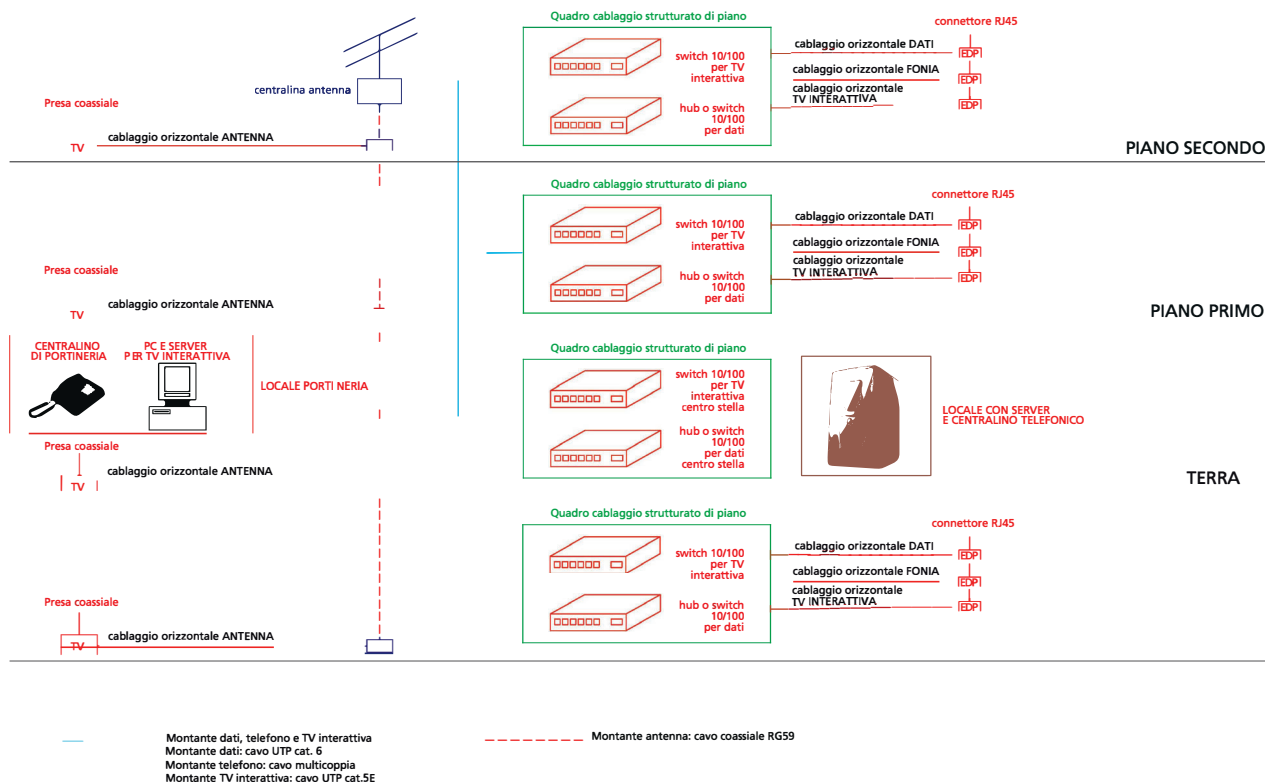 Quadro cablaggio strutturato di piano
connettore RJ45
centralina antenna
switch 10/100
per TV
interattiva
hub o switch
10/100
per dati
cablaggio orizzontale DATI
EDP
cablaggio orizzontale FONIA
EDP
cablaggio orizzontale
TV INTERATTIVA
EDP
Presa coassiale
TV
cablaggio orizzontale ANTENNA
PIANO SECONDO
Quadro cablaggio strutturato di piano
connettore RJ45
switch 10/100
per TV
interattiva
hub o switch
10/100
per dati
cablaggio orizzontale DATI
EDP
cablaggio orizzontale FONIA
EDP
cablaggio orizzontale
TV INTERATTIVA
EDP
Presa coassiale
TV
cablaggio orizzontale ANTENNA
PIANO PRIMO
CENTRALINO
DI PORTINERIA
PC E SERVER
PER TV INTERATTIVA
LOCALE PORTI NERIA
Quadro cablaggio strutturato di piano
switch 10/100
per TV
interattiva
centro stella
hub o switch
10/100
per dati
centro stella
LOCALE CON SERVER
E CENTRALINO TELEFONICO
Presa coassiale
TV
cablaggio orizzontale ANTENNA
TERRA
Quadro cablaggio strutturato di piano
connettore RJ45
switch 10/100
per TV
interattiva
hub o switch
10/100
per dati
cablaggio orizzontale DATI
EDP
cablaggio orizzontale FONIA
EDP
cablaggio orizzontale
TV INTERATTIVA
EDP
Presa coassiale
TV
cablaggio orizzontale ANTENNA
Montante dati, telefono e TV interattiva
Montante dati: cavo UTP cat. 6
Montante telefono: cavo multicoppia
Montante TV interattiva: cavo UTP cat.5E
Montante antenna: cavo coassiale RG59